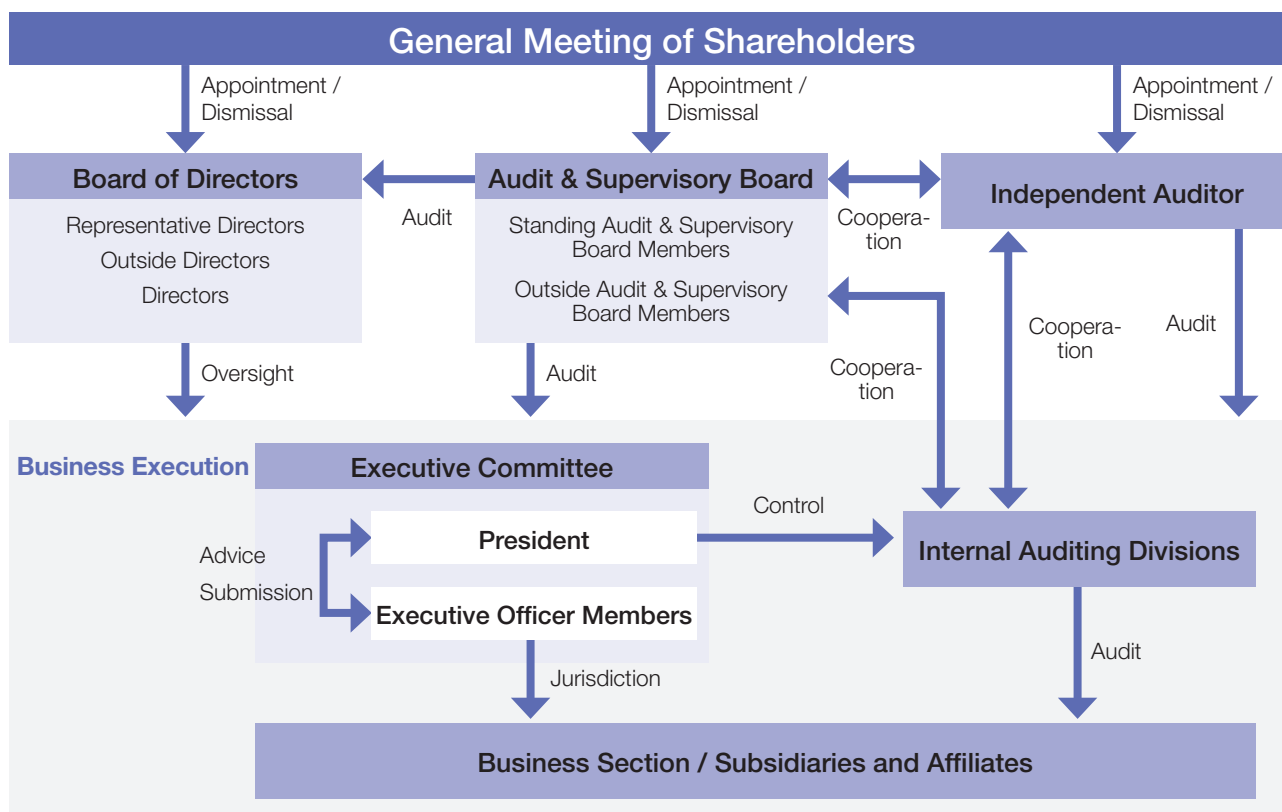 General Meeting of Shareholders
Appointment /
Dismissal
Appointment /
Dismissal
Appointment /
Dismissal
Board of Directors
Representative Directors
Outside Directors
Directors
Audit
Audit & Supervisory Board
Standing Audit & Supervisory
Board Members
Outside Audit & Supervisory
Board Members
Coopera-
tion
Independent Auditor
Oversight
Audit
Coopera-
tion
Coopera-
tion
Audit
Business Execution
Executive Committee
President
Advice
Submission
Executive Officer Members
Control
Internal Auditing Divisions
Jurisdiction
Audit
Business Section / Subsidiaries and Affiliates